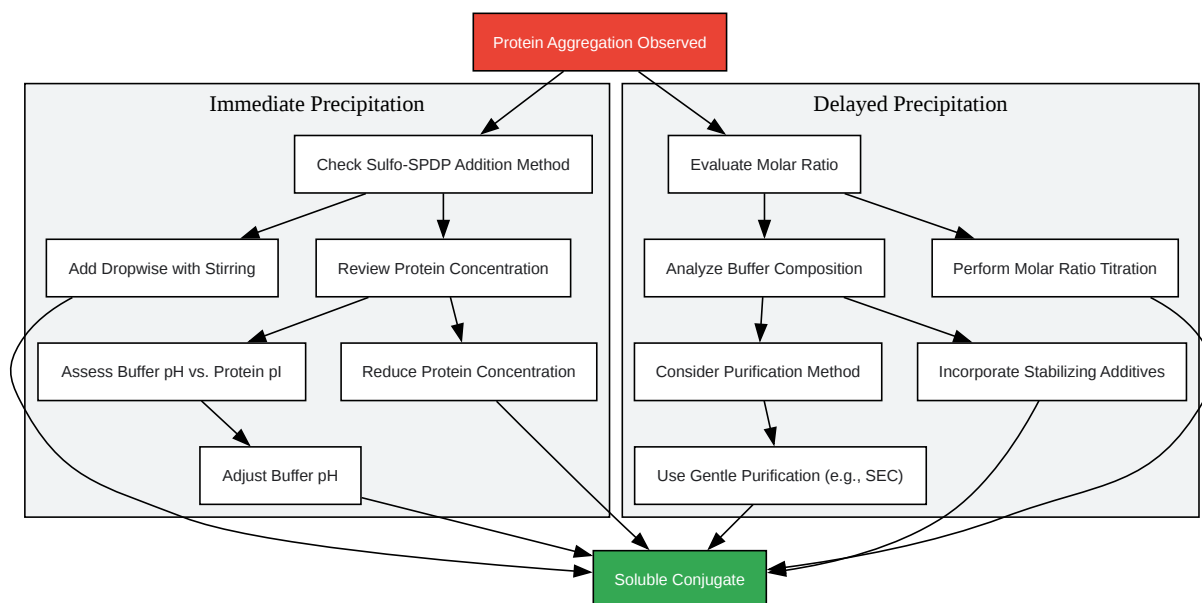 Protein Aggregation Observed
Immediate Precipitation
Delayed Precipitation
Check Sulfo-SPDP Addition Method
Evaluate Molar Ratio
Add Dropwise with Stirring
Review Protein Concentration
Analyze Buffer Composition
Perform Molar Ratio Titration
Assess Buffer pH vs. Protein pI
Reduce Protein Concentration
Consider Purification Method
Incorporate Stabilizing Additives
Adjust Buffer pH
Use Gentle Purification (e.g., SEC)
Soluble Conjugate